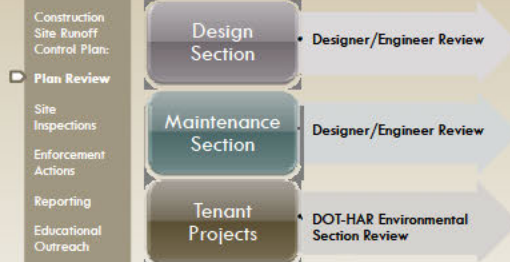 Construction
Site Runoff
Control Plan:
Plan Review
Site
Inspections
Enforcement
Actions
Reporting
Educational
Outreach
Design
Section
• Designer/Engineer Review
Maintenance
Section
• Designer/Engineer Review
Tenant
Projects
• DOT-HAR Environmental
Section Review